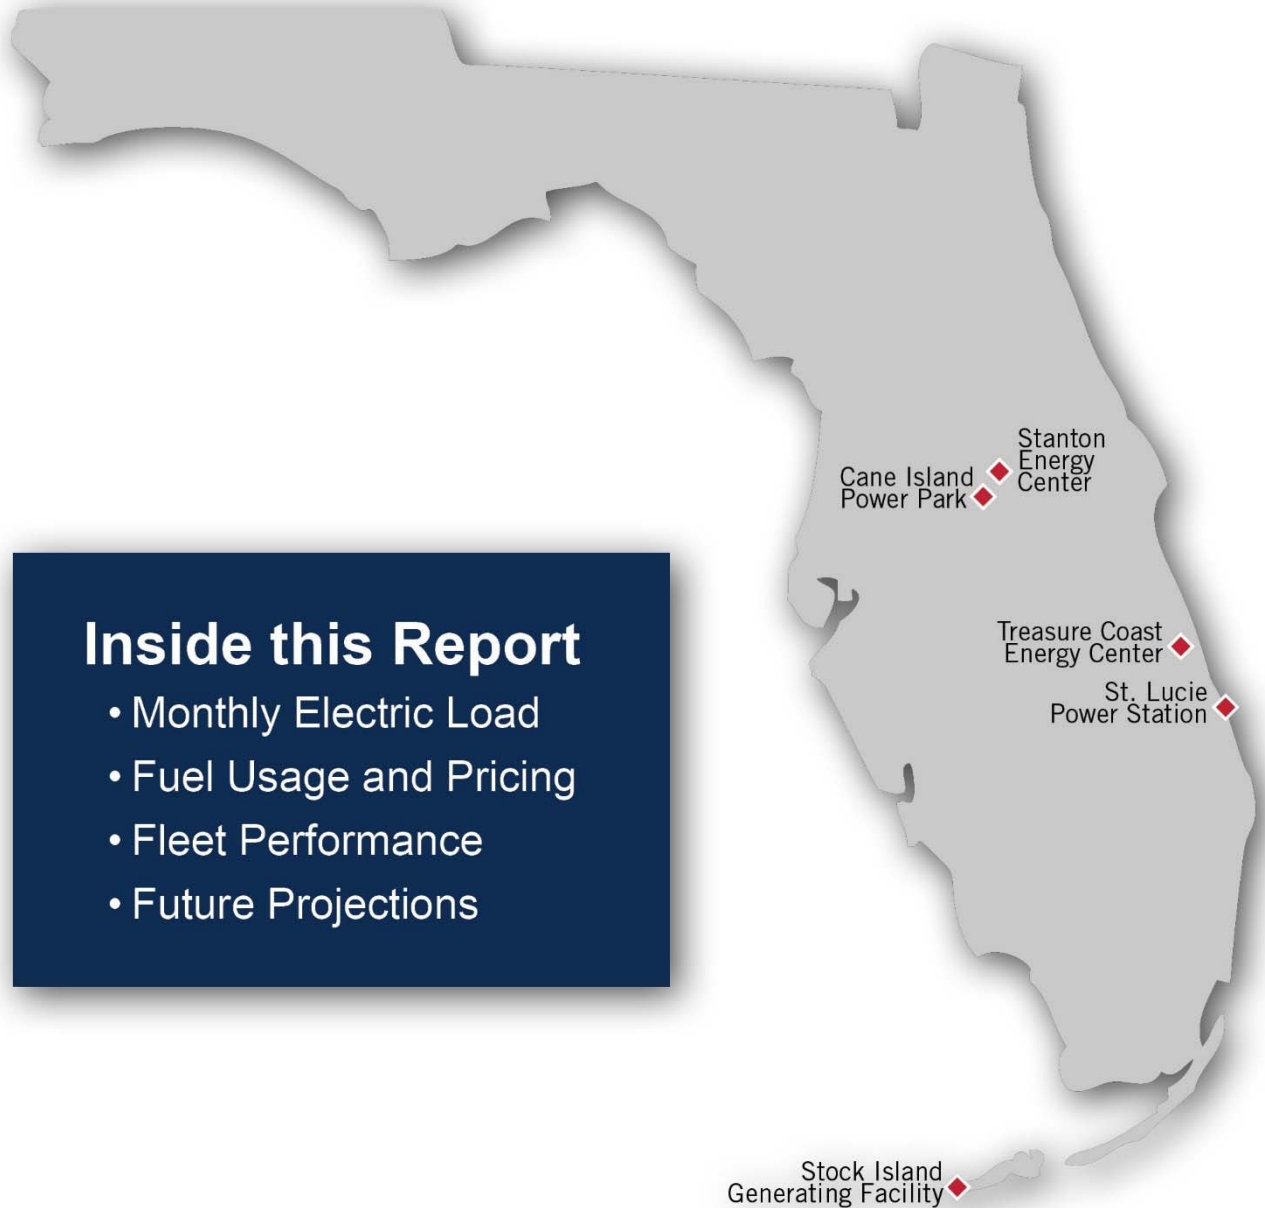 Stanton
Energy
Center
Cane Island
Power Park
Inside this Report
• Monthly Electric Load
• Fuel Usage and Pricing
• Fleet Performance
• Future Projections
Treasure Coast
Energy Center
St. Lucie
Power Station
Stock Island
Generating Facility